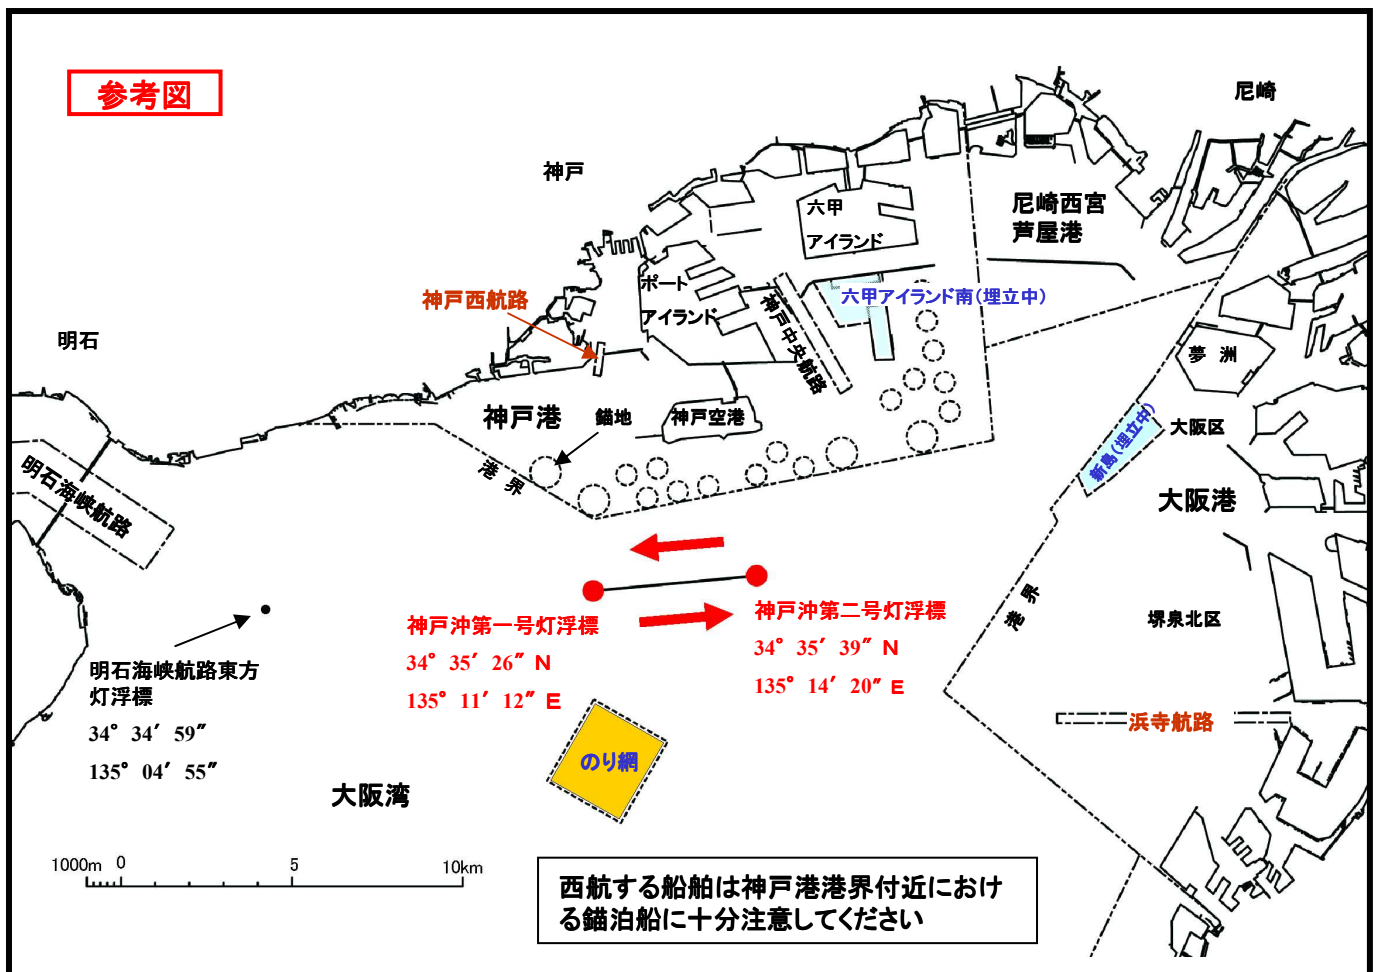 参考図
尼崎
神戸
尼崎西宮
芦屋港
六甲
アイランド
神戸西航路
ポート
アイランド
神戸中央航路
六甲アイランド南(埋立中)
明石
夢 洲
神戸港
錨地
神戸空港
新島(埋立中)
大阪区
港 界
明石海峡航路
大阪港
港 界
堺泉北区
神戸沖第一号灯浮標
34° 35′ 26″ N
135° 11′ 12″ E
神戸沖第二号灯浮標
34° 35′ 39″ N
135° 14′ 20″ E
明石海峡航路東方
灯浮標
34° 34′ 59″
135° 04′ 55″
浜寺航路
のり網
大阪湾
1000m 0 5 10km
西航する船舶は神戸港港界付近におけ
る錨泊船に十分注意してください